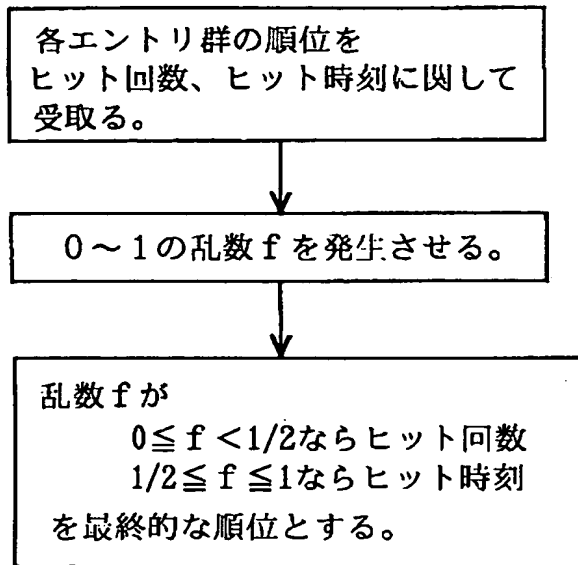 各エントリ群の順位を
ヒット回数、ヒット時刻に関して
受取る。
0～1の乱数fを発生させる。
乱数fが
0≦f<1/2ならヒット回数
1/2≦f≦1ならヒット時刻
を最終的な順位とする。